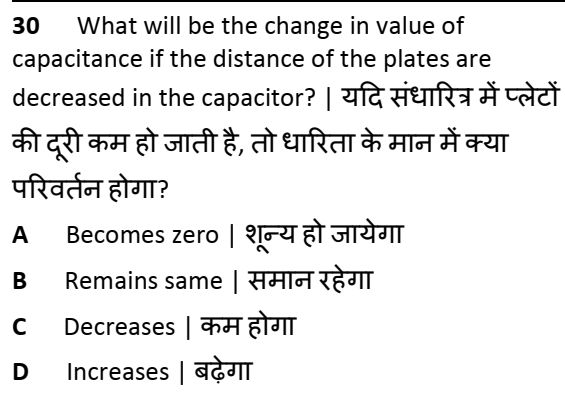 30 What will be the change in value of
capacitance if the distance of the plates are
decreased in the capacitor? | यदि संधारित्र में प्लेटों
की दूरी कम हो जाती है, तो धारिता के मान में क्या
परिवर्तन होगा?
A Becomes zero | शून्य हो जायेगा
B Remains same | समान रहेगा
C Decreases | कम होगा
D Increases | बढ़ेगा